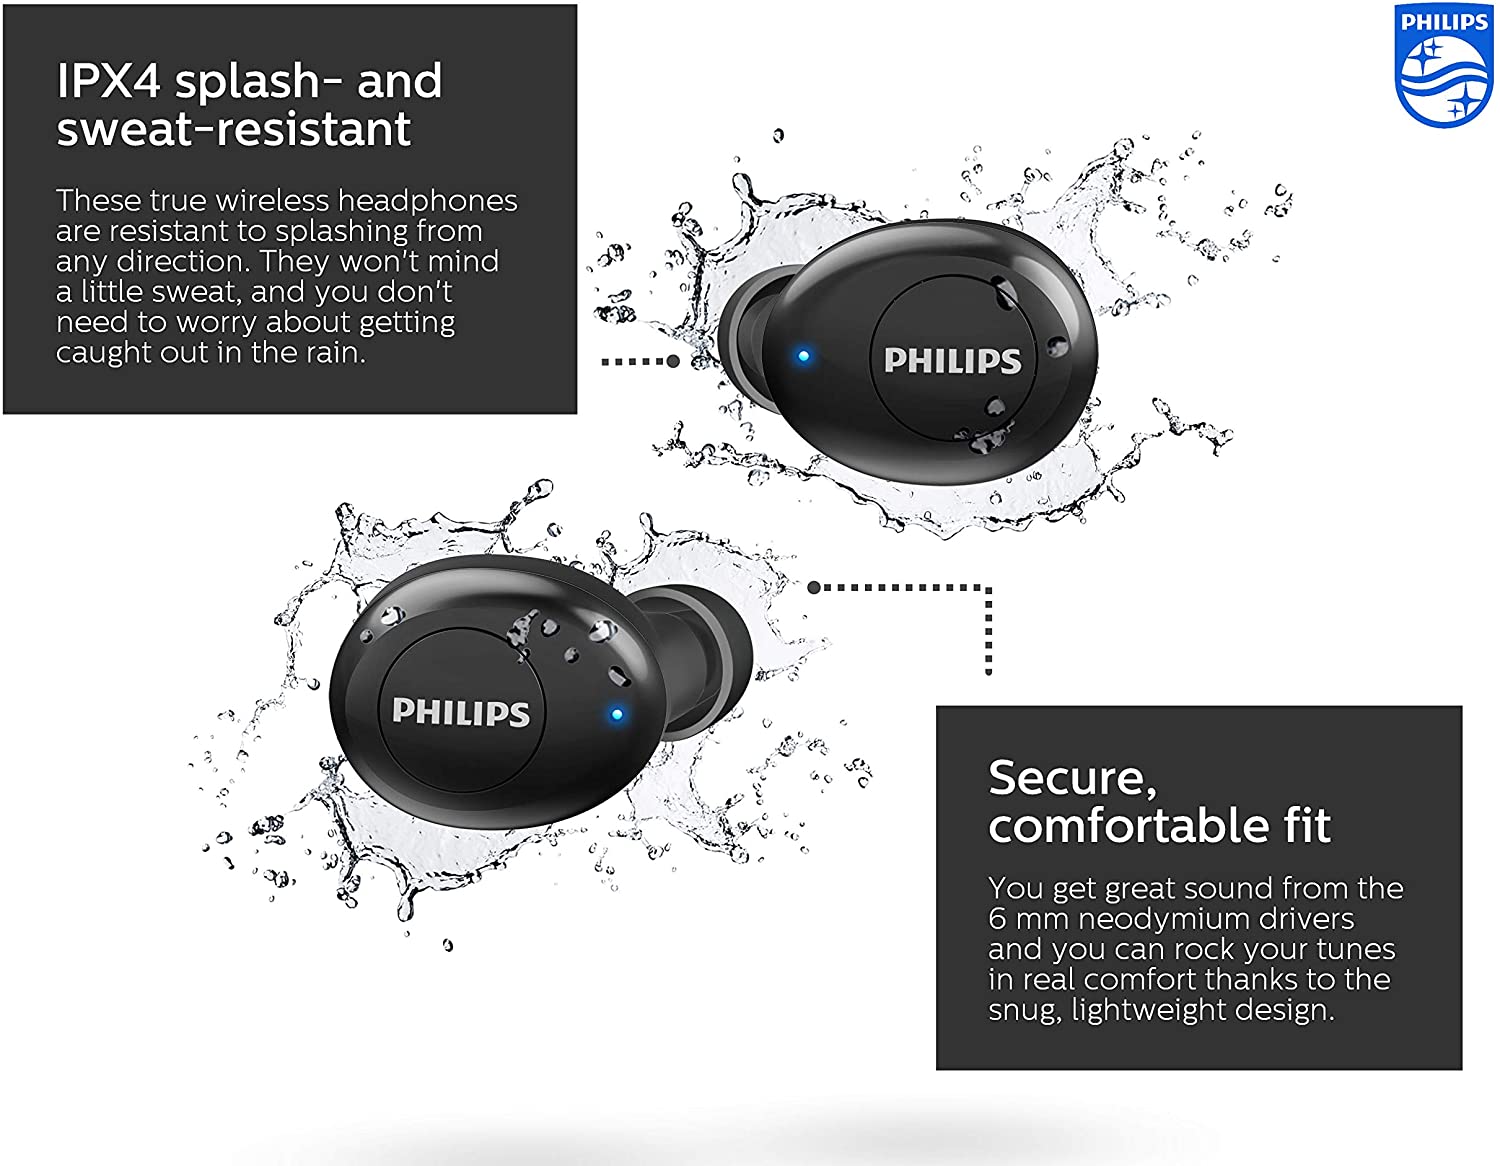 IPX4 splash- and
sweat-resistant
These true wireless headphones
are resistant to splashing from
any direction. They won't mind
a little sweat, and you don't
need to worry about getting
caught out in the rain.
PHILIPS
PHILIPS
PHILIPS
Secure,
comfortable fit
You get great sound from the
6 mm neodymium drivers
and you can rock your tunes
in real comfort thanks to the
snug, lightweight design.